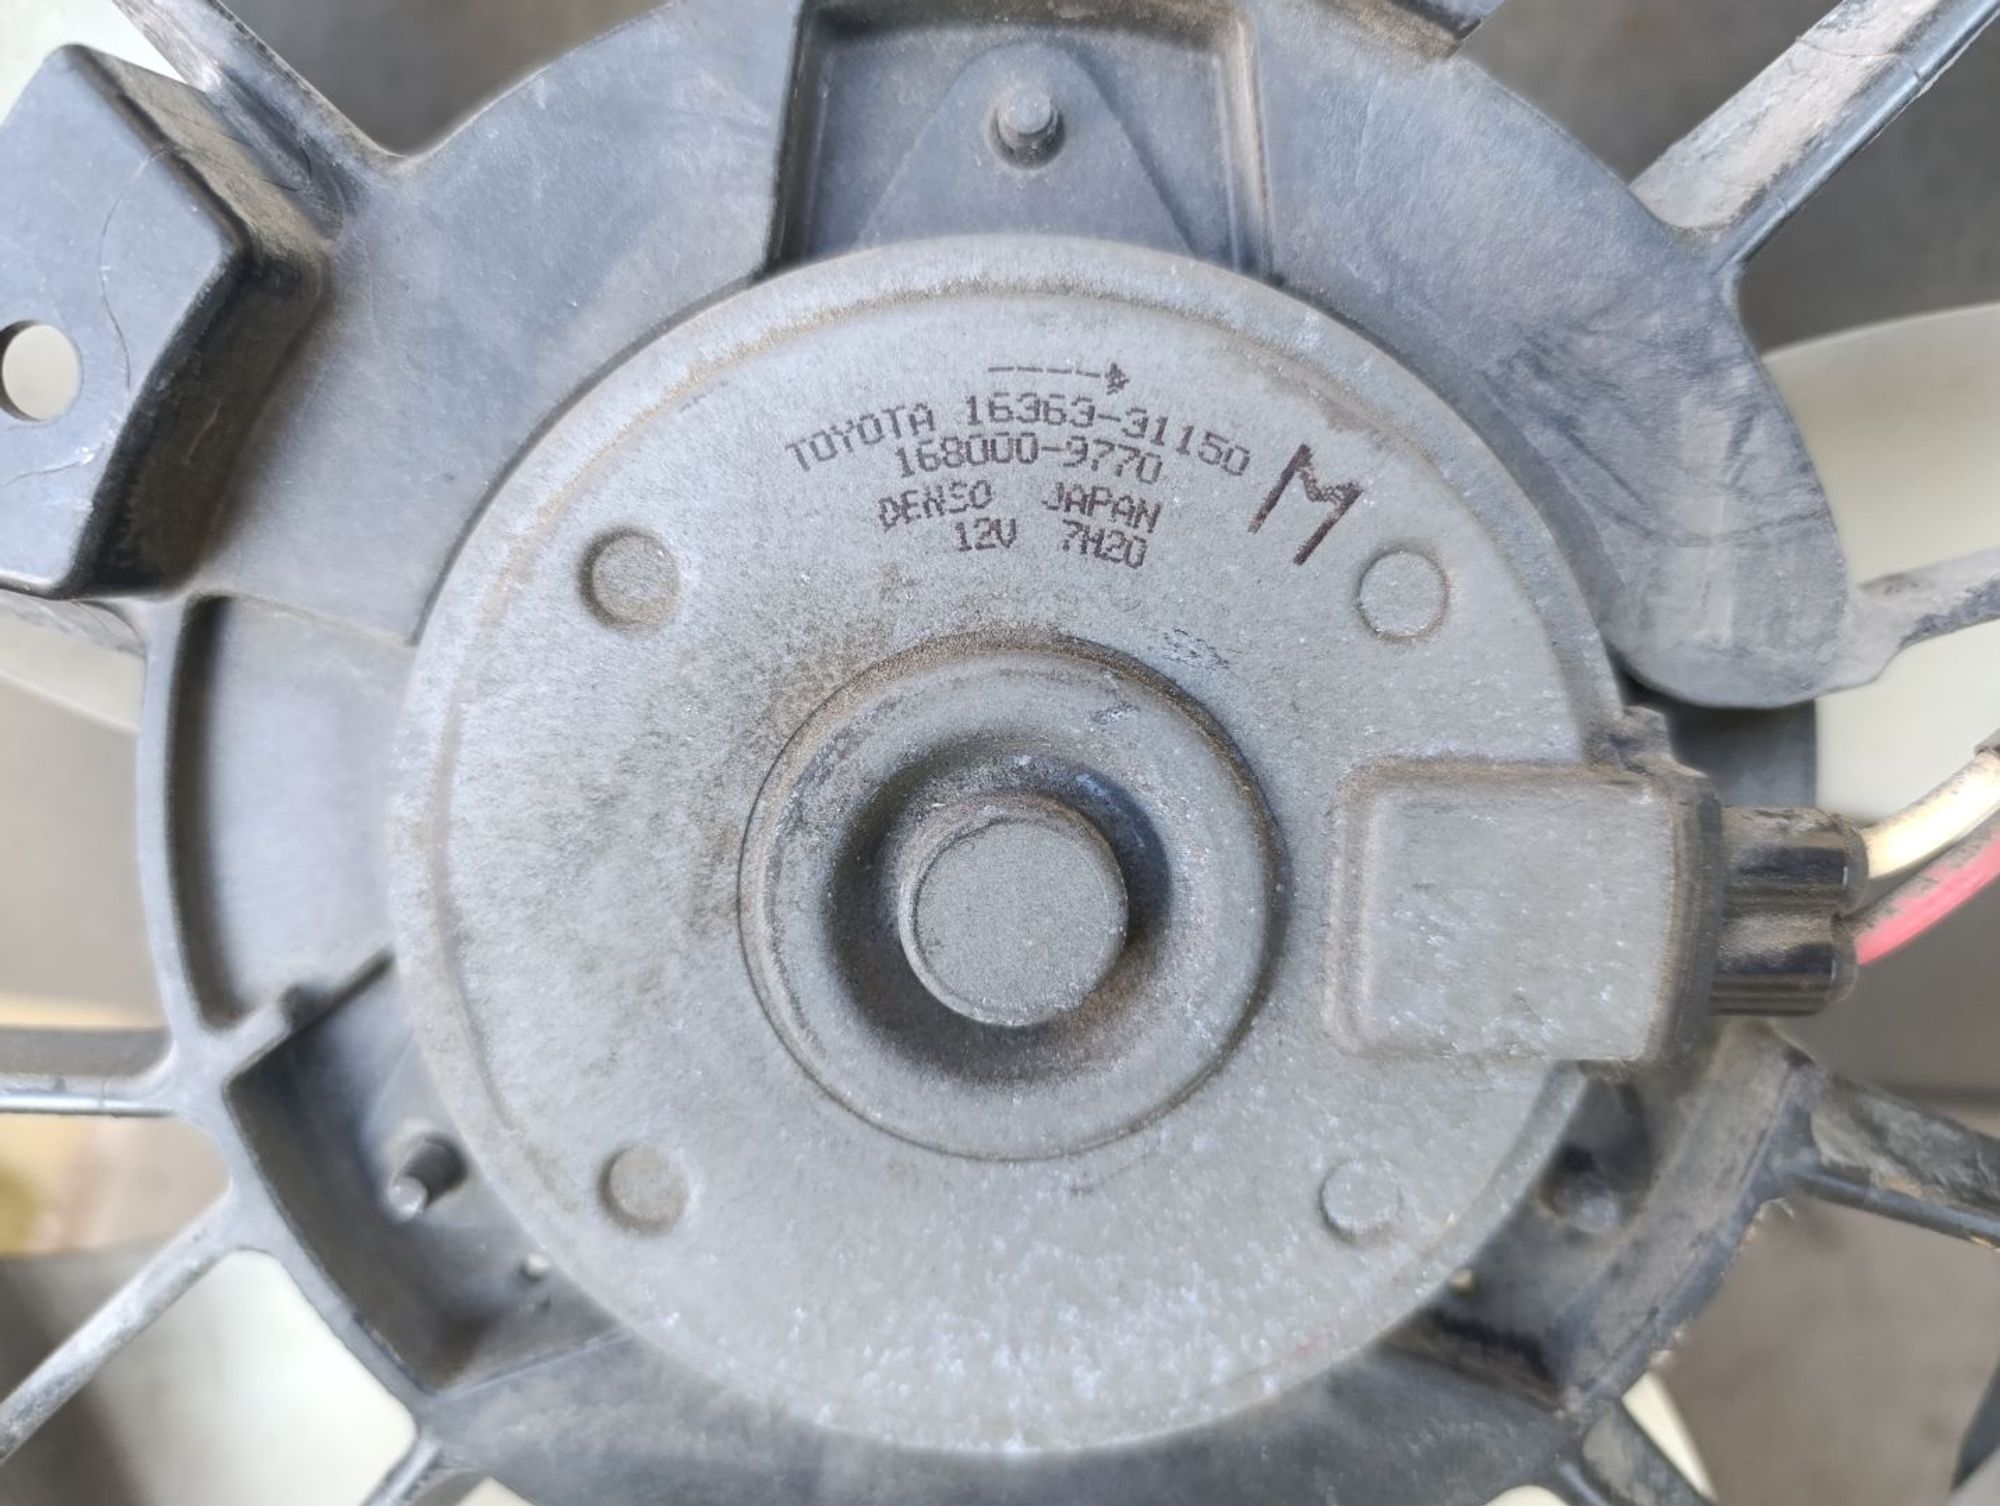 TOYOTA 16363-31150
168000-9770
DENSO JAPAN
12V 7H20
M